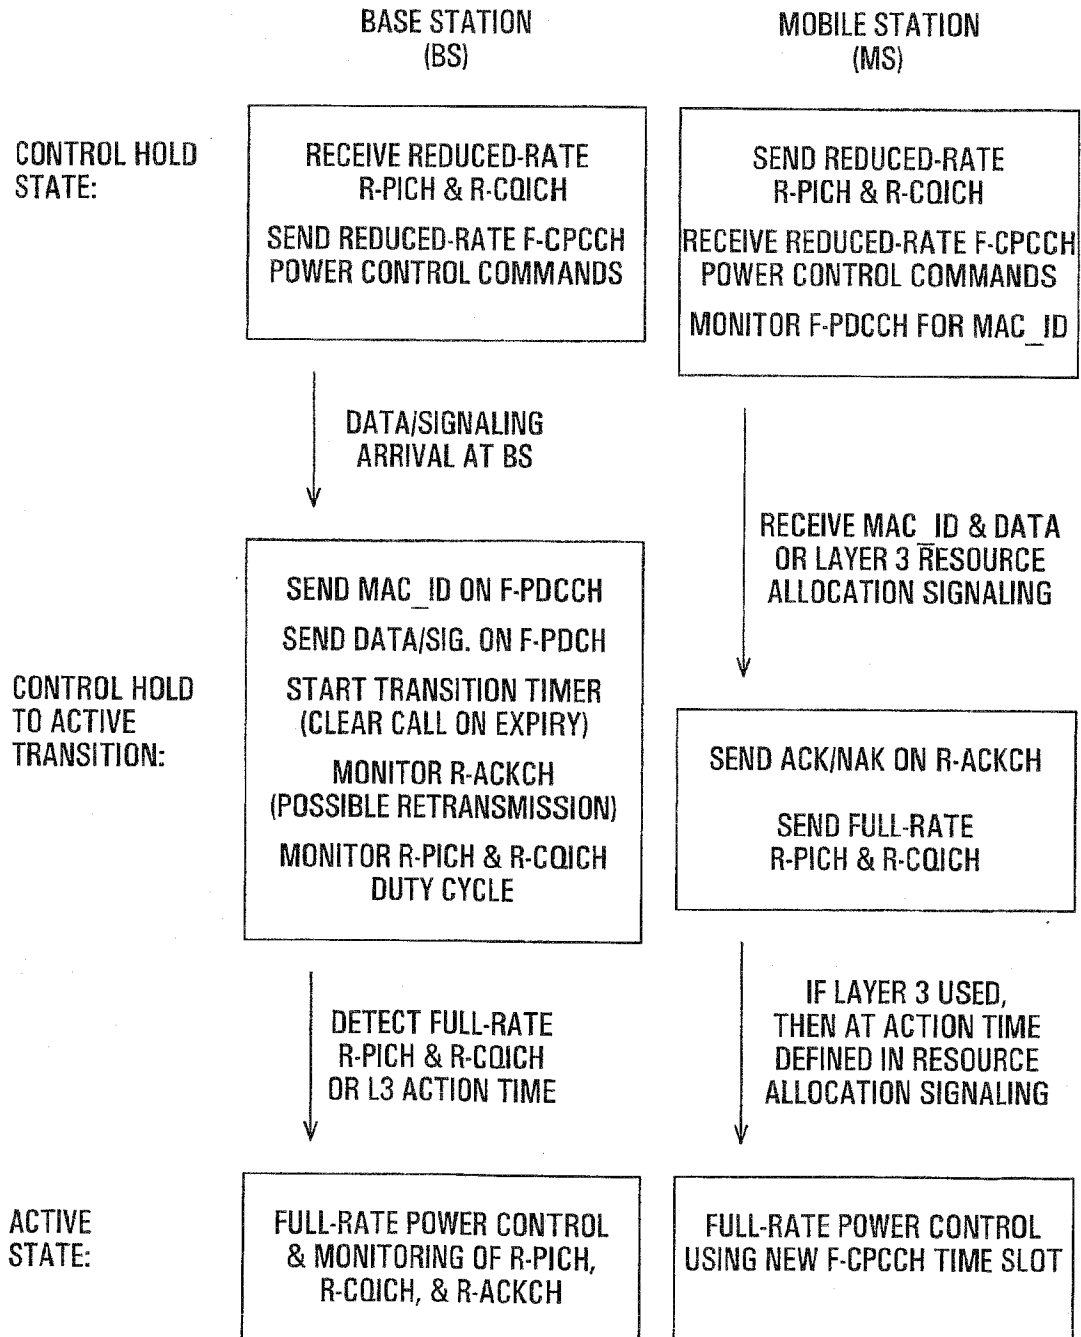 BASE STATION
(BS)
MOBILE STATION
(MS)
CONTROL HOLD
STATE:
RECEIVE REDUCED-RATE
R-PICH & R-CQICH
SEND REDUCED-RATE F-CPCCH
POWER CONTROL COMMANDS
SEND REDUCED-RATE
R-PICH & R-CQICH
RECEIVE REDUCED-RATE F-CPCCH
POWER CONTROL COMMANDS
MONITOR F-PDCCH FOR MAC_ID
DATA/SIGNALING
ARRIVAL AT BS
RECEIVE MAC_ID & DATA
OR LAYER 3 RESOURCE
ALLOCATION SIGNALING
CONTROL HOLD
TO ACTIVE
TRANSITION:
SEND MAC_ID ON F-PDCCH
SEND DATA/SIG. ON F-PDCH
START TRANSITION TIMER
(CLEAR CALL ON EXPIRY)
MONITOR R-ACKCH
(POSSIBLE RETRANSMISSION)
MONITOR R-PICH & R-CQICH
DUTY CYCLE
SEND ACK/NAK ON R-ACKCH
SEND FULL-RATE
R-PICH & R-CQICH
DETECT FULL-RATE
R-PICH & R-CQICH
OR L3 ACTION TIME
IF LAYER 3 USED,
THEN AT ACTION TIME
DEFINED IN RESOURCE
ALLOCATION SIGNALING
ACTIVE
STATE:
FULL-RATE POWER CONTROL
& MONITORING OF R-PICH,
R-CQICH, & R-ACKCH
FULL-RATE POWER CONTROL
USING NEW F-CPCCH TIME SLOT